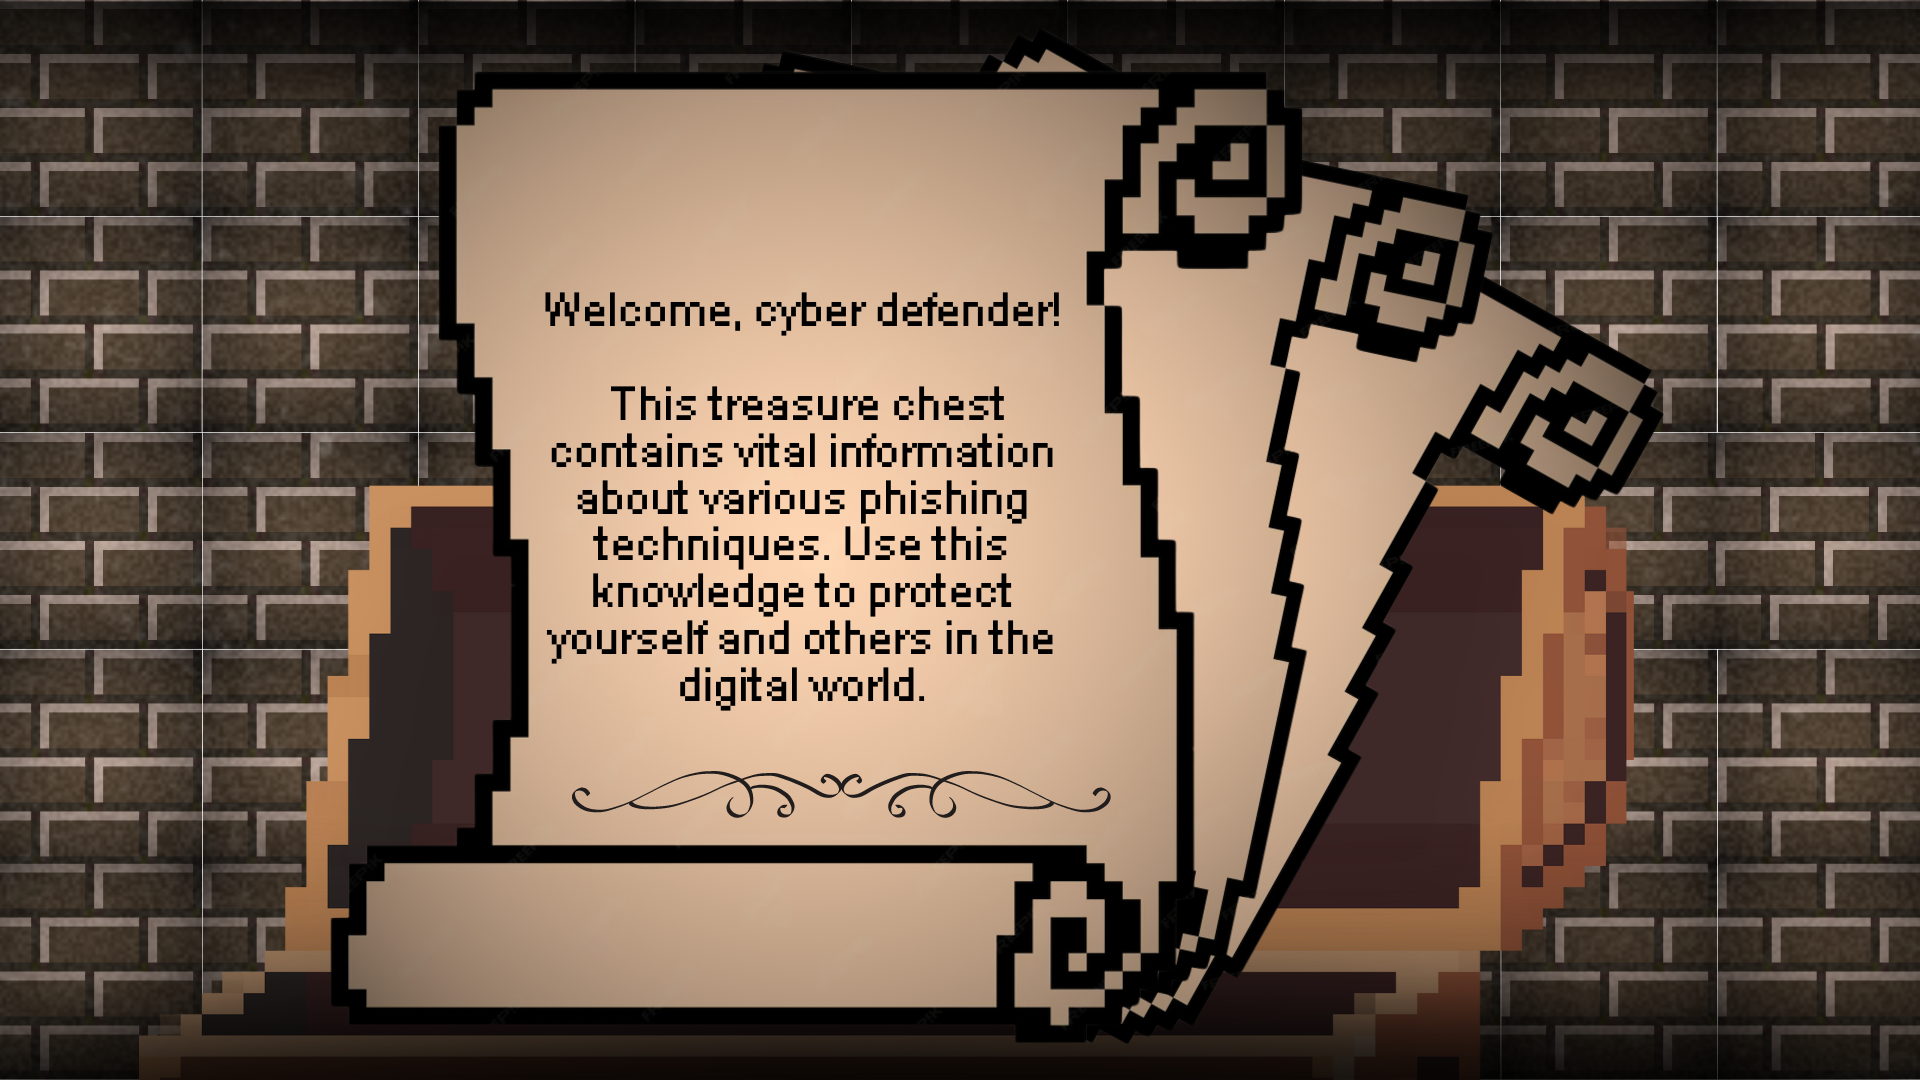 Welcome, cyber defender!
This treasure chest
contains vital information
about various phishing
techniques. Use this
knowledge to protect
yourself and others in the
digital world.